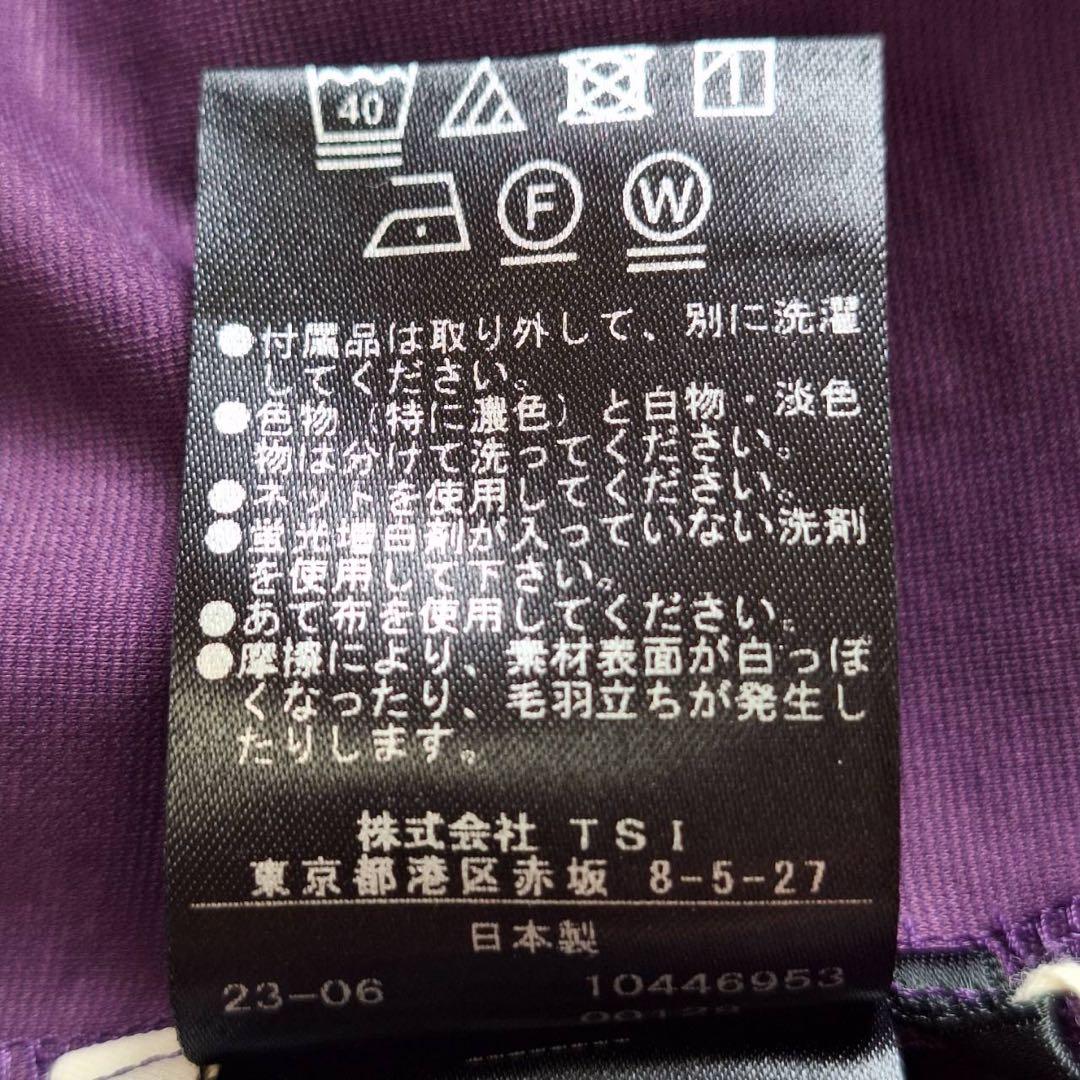 40
F W
●付属品は取り外して、別に洗濯
してください。
●色物（特に濃色）と白物・淡色
物は分けて洗ってください。
●ネットを使用してください。
●蛍光増白剤が入っていない洗剤
を使用して下さい。
●あて布を使用してください。
●摩擦により、素材表面が白っぽ
くなったり、毛羽立ちが発生し
たりします。
株式会社 TSI
東京都港区赤坂 8-5-27
日本製
23-06 10446953